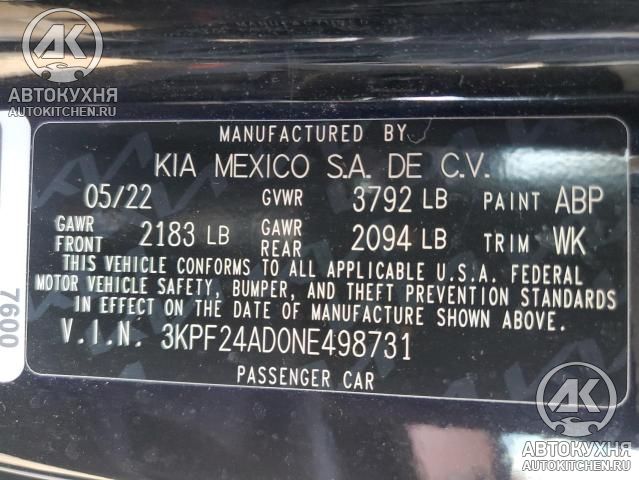 AK
АВТОКУХНЯ
AUTOKITCHEN.RU
MANUFACTURED BY
KIA MEXICO S.A. DE C.V.
05/22 GVWR 3792 LB PAINT ABP
GAWR FRONT 2183 LB GAWR REAR 2094 LB TRIM WK
THIS VEHICLE CONFORMS TO ALL APPLICABLE U.S.A. FEDERAL
MOTOR VEHICLE SAFETY, BUMPER, AND THEFT PREVENTION STANDARDS
IN EFFECT ON THE DATE OF MANUFACTURE SHOWN ABOVE.
V.I.N. 3KPF24AD0NE498731
PASSENGER CAR
7600
AK
АВТОКУХНЯ
AUTOKITCHEN.RU